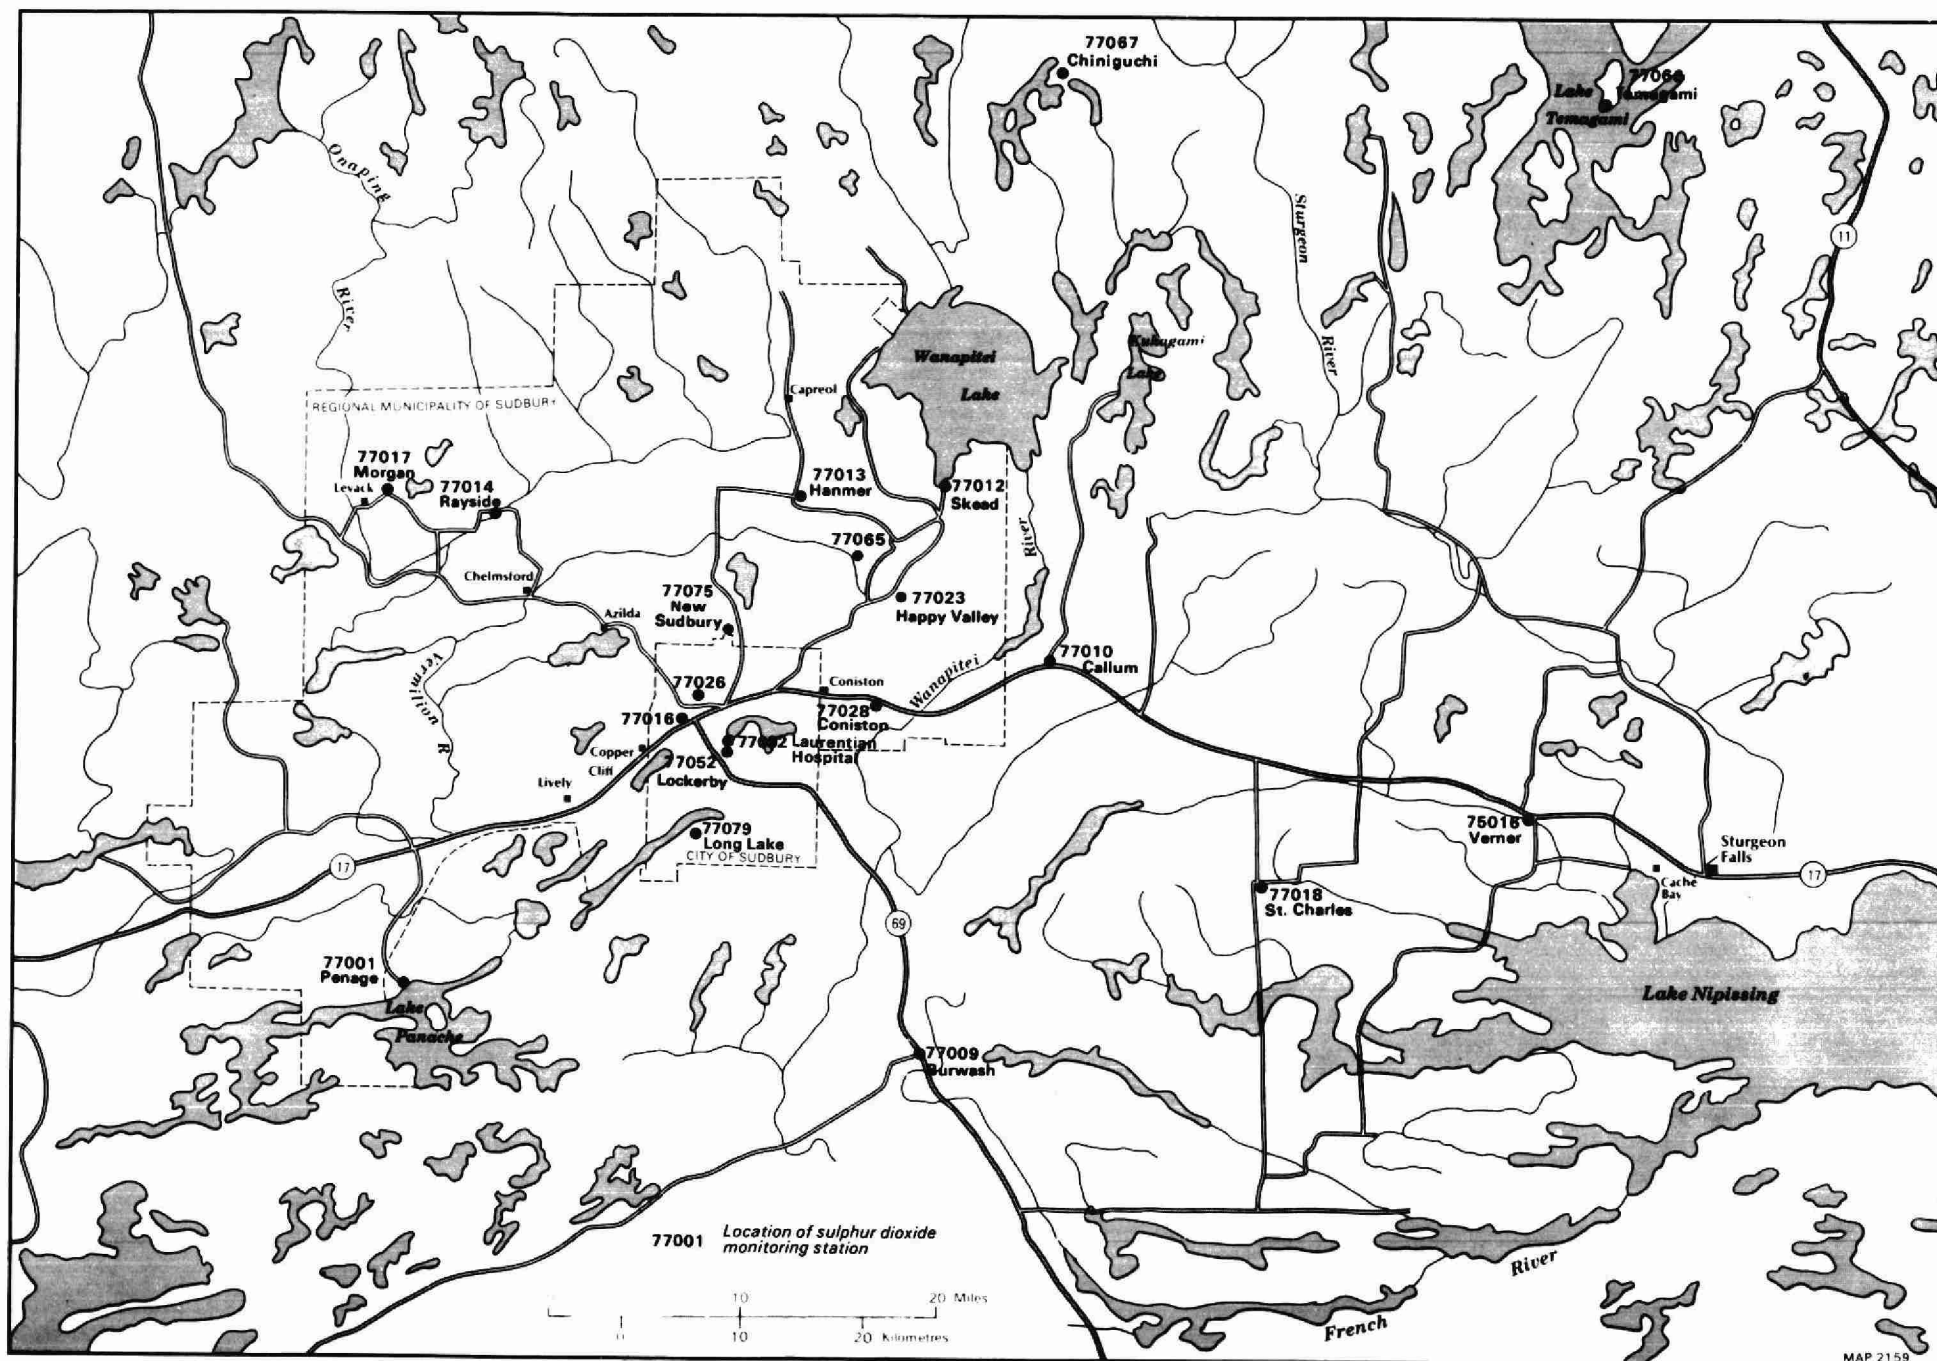 77067
Chiniguchi
Lake
Temagami
Temagami
Onaping
River
Sturgeon
River
11
Wanapitei
Lake
Kukagami
Lake
Capreol
REGIONAL MUNICIPALITY OF SUDBURY
77017
Morgan
Levack
77014
Rayside
77013
Hanmer
77012
Skead
River
77065
Chelmsford
77075
New
Sudbury
77023
Happy Valley
Azilda
Vermilion R
Wanapitei
77010
Callum
77026
Coniston
77028
Coniston
77016
Copper
Cliff
Laurentian
Hospital
77052
Lockerby
Lively
77079
Long Lake
CITY OF SUDBURY
17
75016
Verner
Sturgeon
Falls
Caché
Bay
17
77018
St. Charles
69
77001
Penage
Lake
Panache
Lake Nipissing
77009
Burwash
77001 Location of sulphur dioxide
monitoring station
10 20 Miles
0 10 20 Kilometres
River
French
MAP 2159